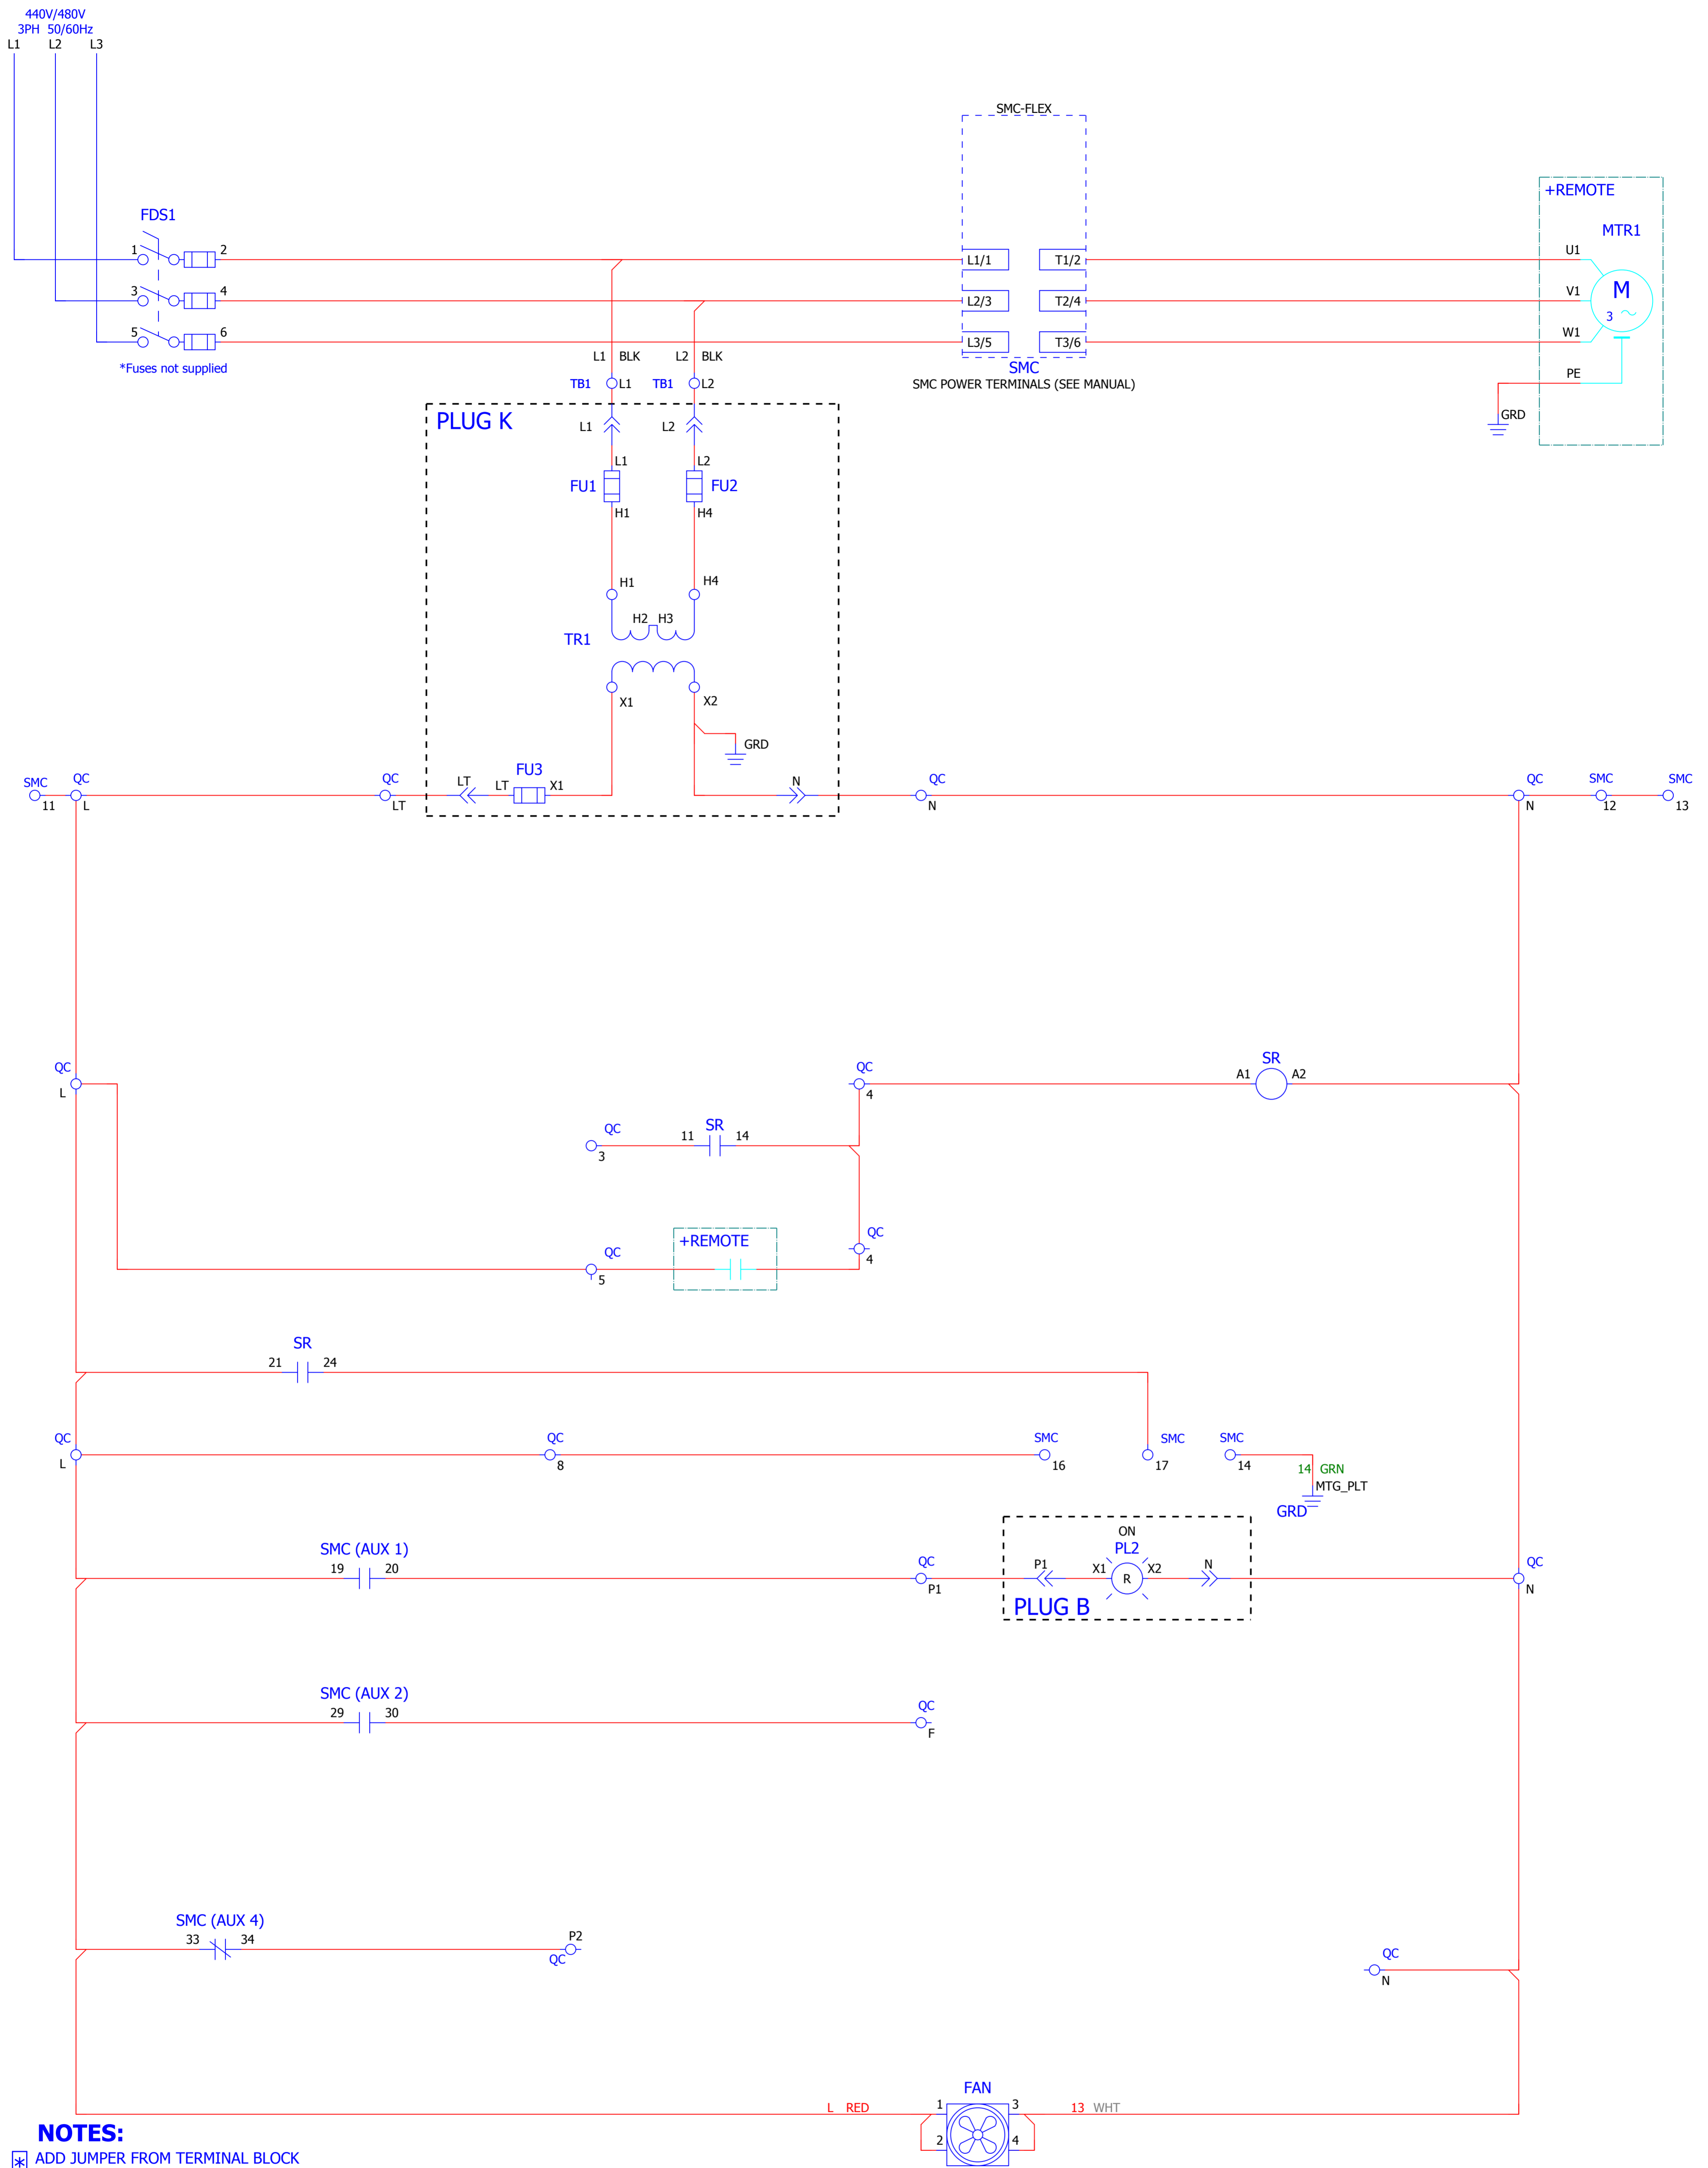 440V/480V
3PH 50/60Hz
L1 L2 L3
SMC-FLEX
+REMOTE
MTR1
FDS1
1 2
3 4
5 6
*Fuses not supplied
L1/1 T1/2
L2/3 T2/4
L3/5 T3/6
SMC
SMC POWER TERMINALS (SEE MANUAL)
U1
V1
W1
PE
M
3
GRD
L1 BLK L2 BLK
TB1 L1 TB1 L2
PLUG K
L1 L2
L1 L2
FU1 FU2
H1 H4
H1 H4
H2 H3
TR1
X1 X2
GRD
FU3
SMC QC QC LT LT X1 N QC QC SMC SMC
11 L LT N N 12 13
QC QC SR
L 4 A1 A2
QC SR
3 11 14
QC +REMOTE QC
5 4
SR
21 24
QC QC SMC SMC SMC
L 8 16 17 14
14 GRN
MTG_PLT
GRD
SMC (AUX 1)
19 20
QC
P1
ON
PL2
P1 X1 R X2 N
PLUG B
QC
N
SMC (AUX 2)
29 30
QC
F
SMC (AUX 4)
33 34
P2
QC
QC
N
FAN
L RED 1 3 13 WHT
2 4
NOTES:
* ADD JUMPER FROM TERMINAL BLOCK